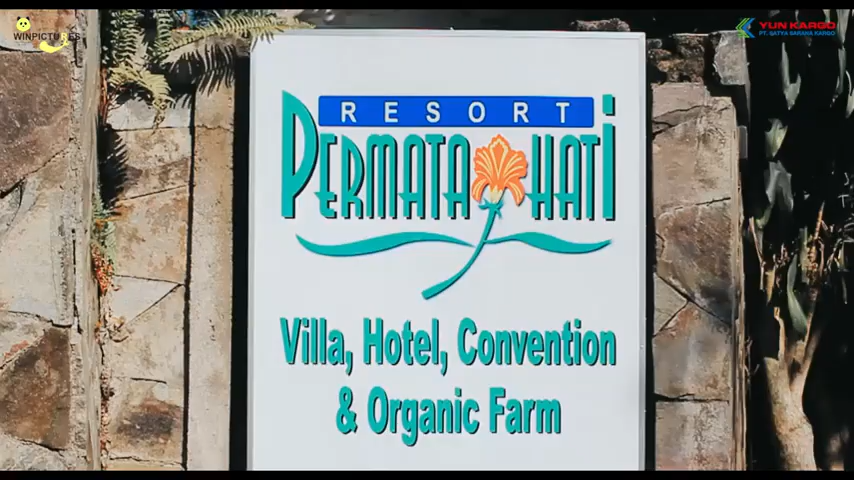 WINPICTURES
YUN KARGO
PT. SATYA SARANA KARGO
RESORT
PERMATA HATI
Villa, Hotel, Convention
& Organic Farm